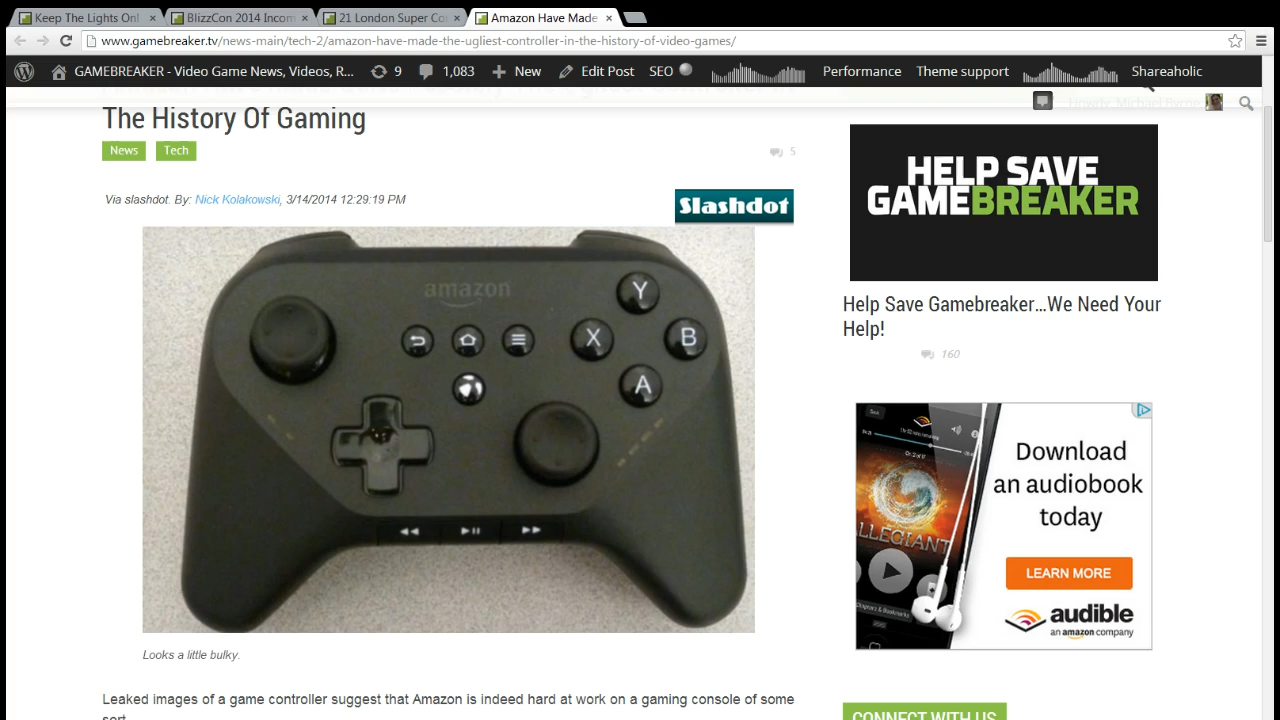 Keep The Lights Onl
BlizzCon 2014 Incom
21 London Super Co
Amazon Have Made
www.gamebreaker.tv/news-main/tech-2/amazon-have-made-the-ugliest-controller-in-the-history-of-video-games/
GAMEBREAKER - Video Game News, Videos, R... 9 1,083 New Edit Post SEO Performance Theme support Shareaholic
The History Of Gaming
News Tech
5
Via slashdot. By: Nick Kolakowski, 3/14/2014 12:29:19 PM
Slashdot
amazon
Y
X
B
A
Looks a little bulky.
Leaked images of a game controller suggest that Amazon is indeed hard at work on a gaming console of some
sort
HELP SAVE
GAMEBREAKER
Help Save Gamebreaker...We Need Your
Help!
160
ALLEGIANT
Download
an audiobook
today
LEARN MORE
audible
an amazon company
CONNECT WITH US